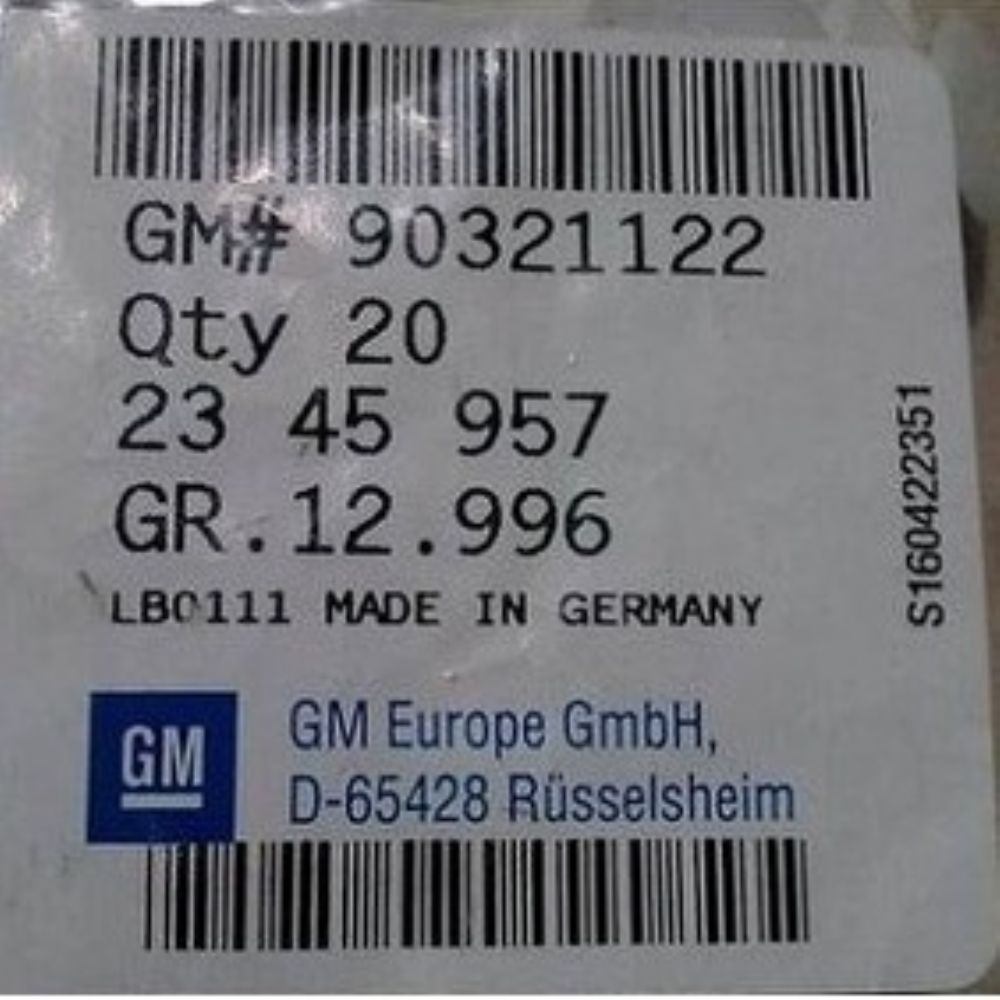 GM# 90321122
Qty 20
23 45 957
GR.12.996
LB0111 MADE IN GERMANY
S160422351
GM
GM Europe GmbH,
D-65428 Rüsselsheim